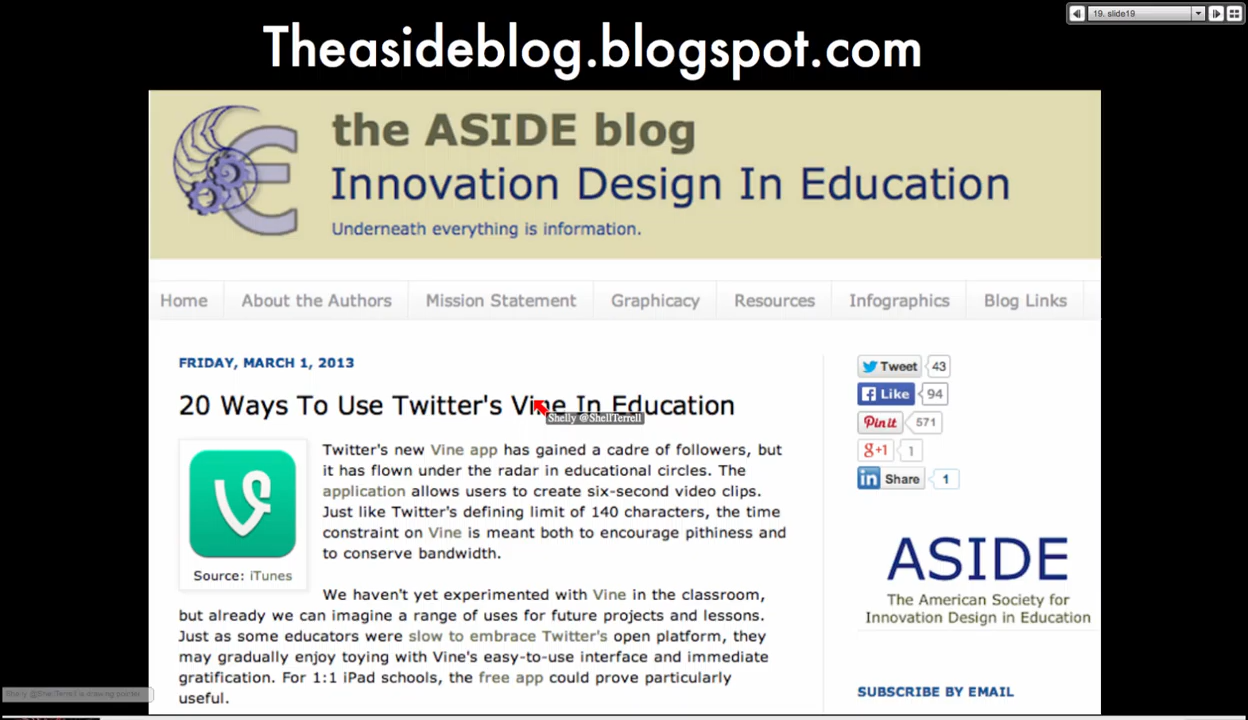 19. slide19
Theasideblog.blogspot.com
the ASIDE blog
Innovation Design In Education
Underneath everything is information.
Home About the Authors Mission Statement Graphicacy Resources Infographics Blog Links
FRIDAY, MARCH 1, 2013
20 Ways To Use Twitter's Vine In Education
Shelly @ShellTerrell
Twitter's new Vine app has gained a cadre of followers, but
it has flown under the radar in educational circles. The
application allows users to create six-second video clips.
Just like Twitter's defining limit of 140 characters, the time
constraint on Vine is meant both to encourage pithiness and
to conserve bandwidth.
Source: iTunes
We haven't yet experimented with Vine in the classroom,
but already we can imagine a range of uses for future projects and lessons.
Just as some educators were slow to embrace Twitter's open platform, they
may gradually enjoy toying with Vine's easy-to-use interface and immediate
gratification. For 1:1 iPad schools, the free app could prove particularly
useful.
Tweet 43
Like 94
Pin it 571
g+1 1
in Share 1
ASIDE
The American Society for
Innovation Design in Education
SUBSCRIBE BY EMAIL
Shelly @ShellTerrell is drawing pointer